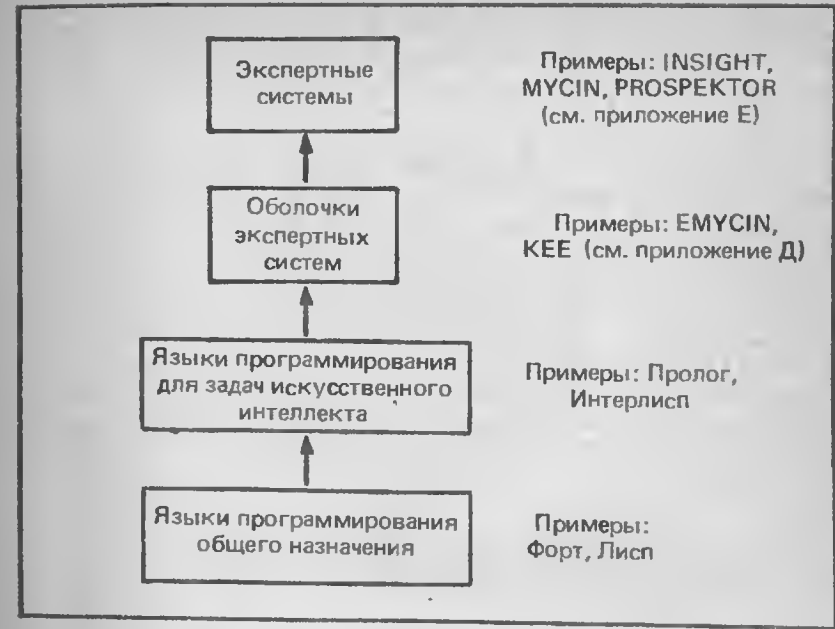 Экспертные
системы
Примеры: INSIGHT,
MYCIN, PROSPEKTOR
(см. приложение Е)
Оболочки
экспертных
систем
Примеры: EMYCIN,
KEE (см. приложение Д)
Языки программирования
для задач искусственного
интеллекта
Примеры: Пролог,
Интерлисп
Языки программирования
общего назначения
Примеры:
Форт, Лисп